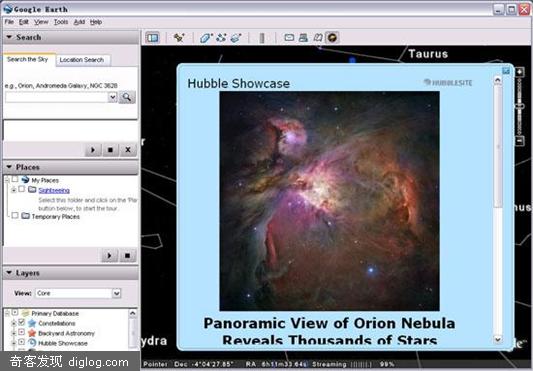 Google Earth
File Edit View Tools Add Help
Search
Search the Sky
Location Search
e.g., Orion, Andromeda Galaxy, NGC 3628
Places
My Places
Sightseeing
Select this folder and click on the 'Pla
button below, to start the tour.
Temporary Places
Layers
View: Core
Primary Database
Constellations
Backyard Astronomy
Hubble Showcase
Taurus
Hubble Showcase
HUBBLESITE
Panoramic View of Orion Nebula
Reveals Thousands of Stars
nus
ydra
gle
Pointer Dec -4°04'27.85" RA 6h11m33.64s Streaming 99%
奇客发现 diglog.com